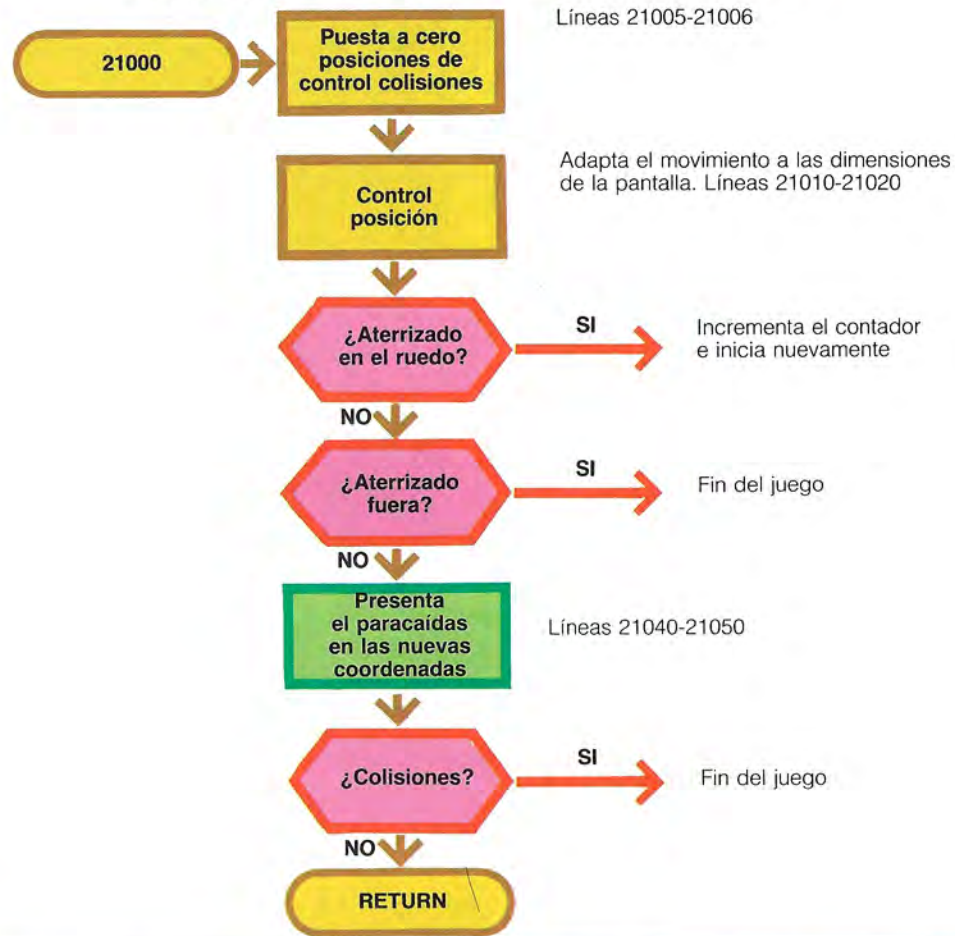 Líneas 21005-21006
21000
Puesta a cero
posiciones de
control colisiones
Adapta el movimiento a las dimensiones
de la pantalla. Líneas 21010-21020
Control
posición
¿Aterrizado
en el ruedo?
SI
Incrementa el contador
e inicia nuevamente
NO
¿Aterrizado
fuera?
SI
Fin del juego
NO
Presenta
el paracaídas
en las nuevas
coordenadas
Líneas 21040-21050
¿Colisiones?
SI
Fin del juego
NO
RETURN